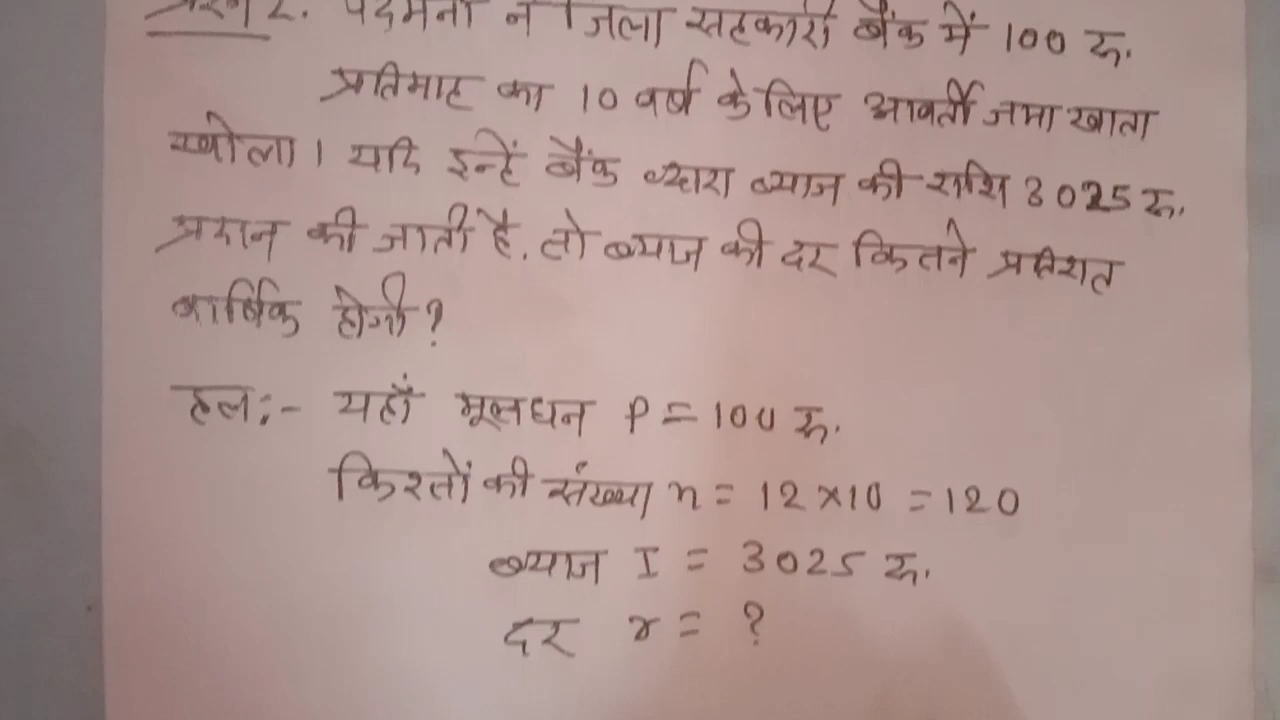 प्रश्न 2. पदमनी ने जिला सहकारी बैंक में 100 रु.
प्रतिमाह का 10 वर्ष के लिए आवर्ती जमा खाता
खोला। यदि इन्हें बैंक द्वारा ब्याज की राशि 3025 रु.
प्रदान की जाती है. तो ब्याज की दर कितने प्रतिशत
वार्षिक होगी?
हल:- यहाँ मूलधन P = 100 रु.
किश्तों की संख्या n = 12 × 10 = 120
ब्याज I = 3025 रु.
दर r = ?